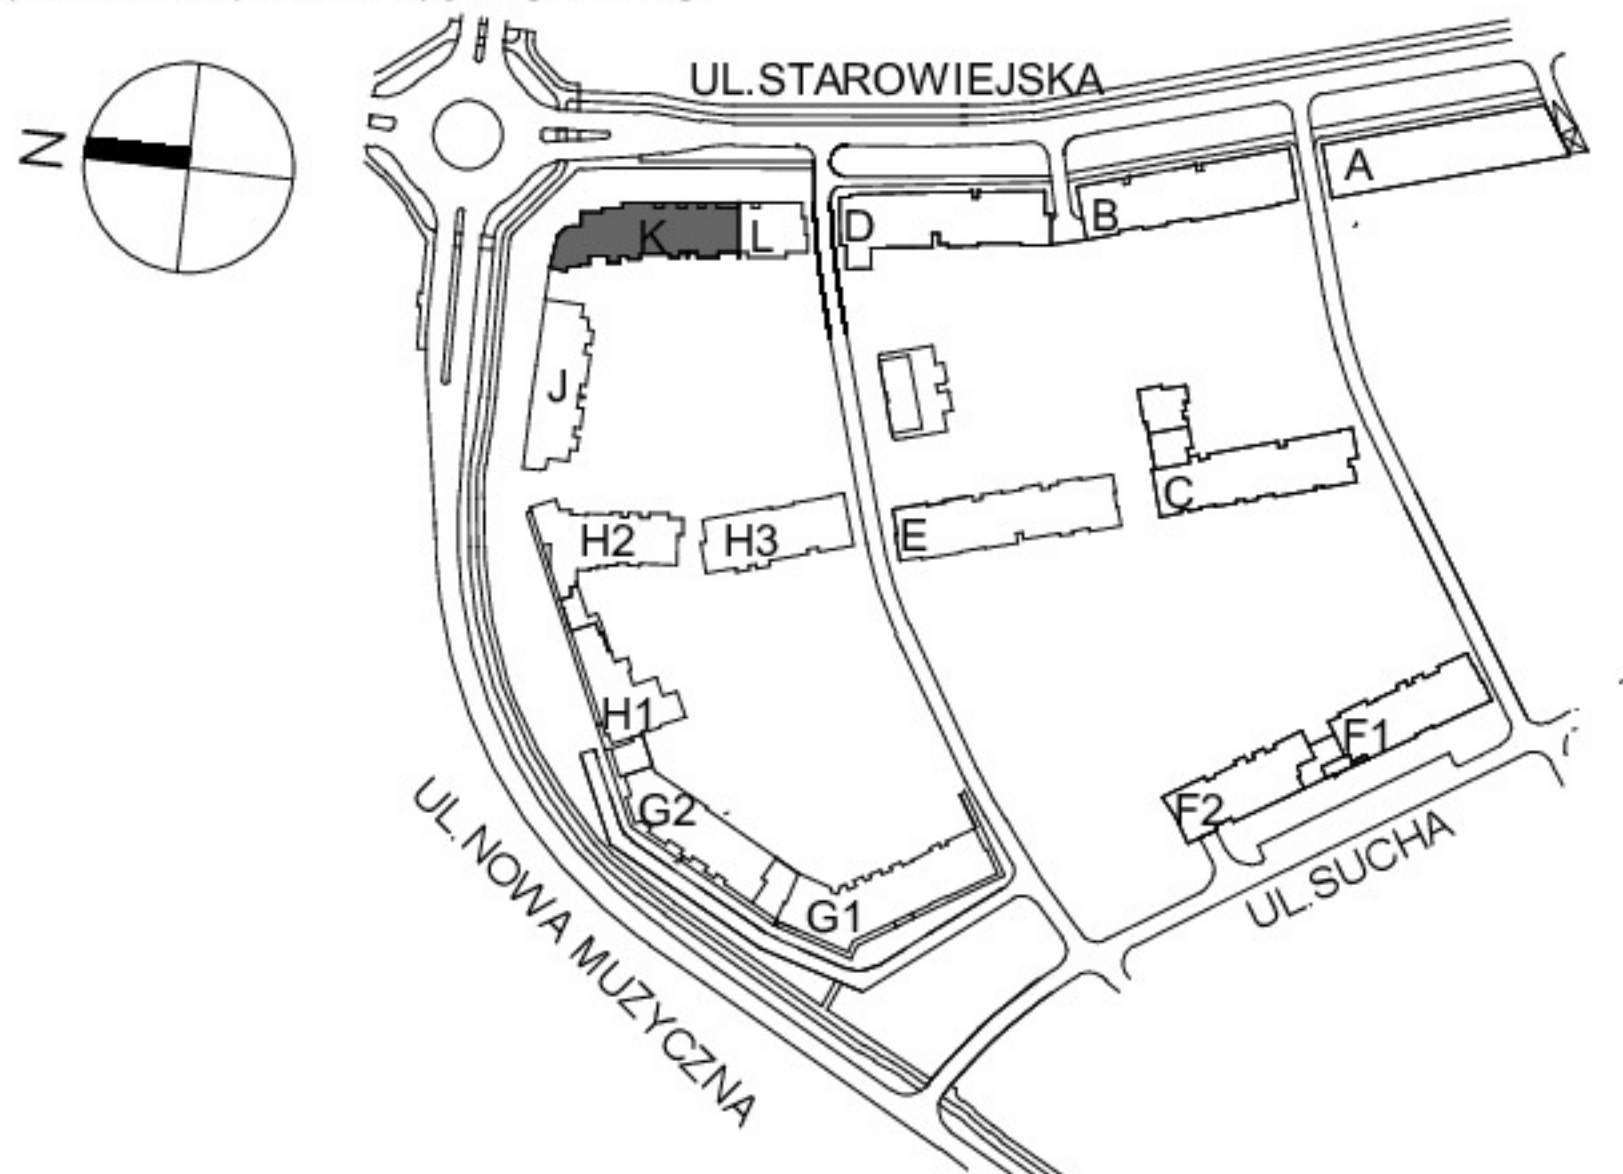 UL.STAROWIEJSKA
N
A
K
L
D
B
J
C
H2
H3
E
H1
F1
G2
F2
G1
UL.SUCHA
UL.NOWA MUZYCZNA